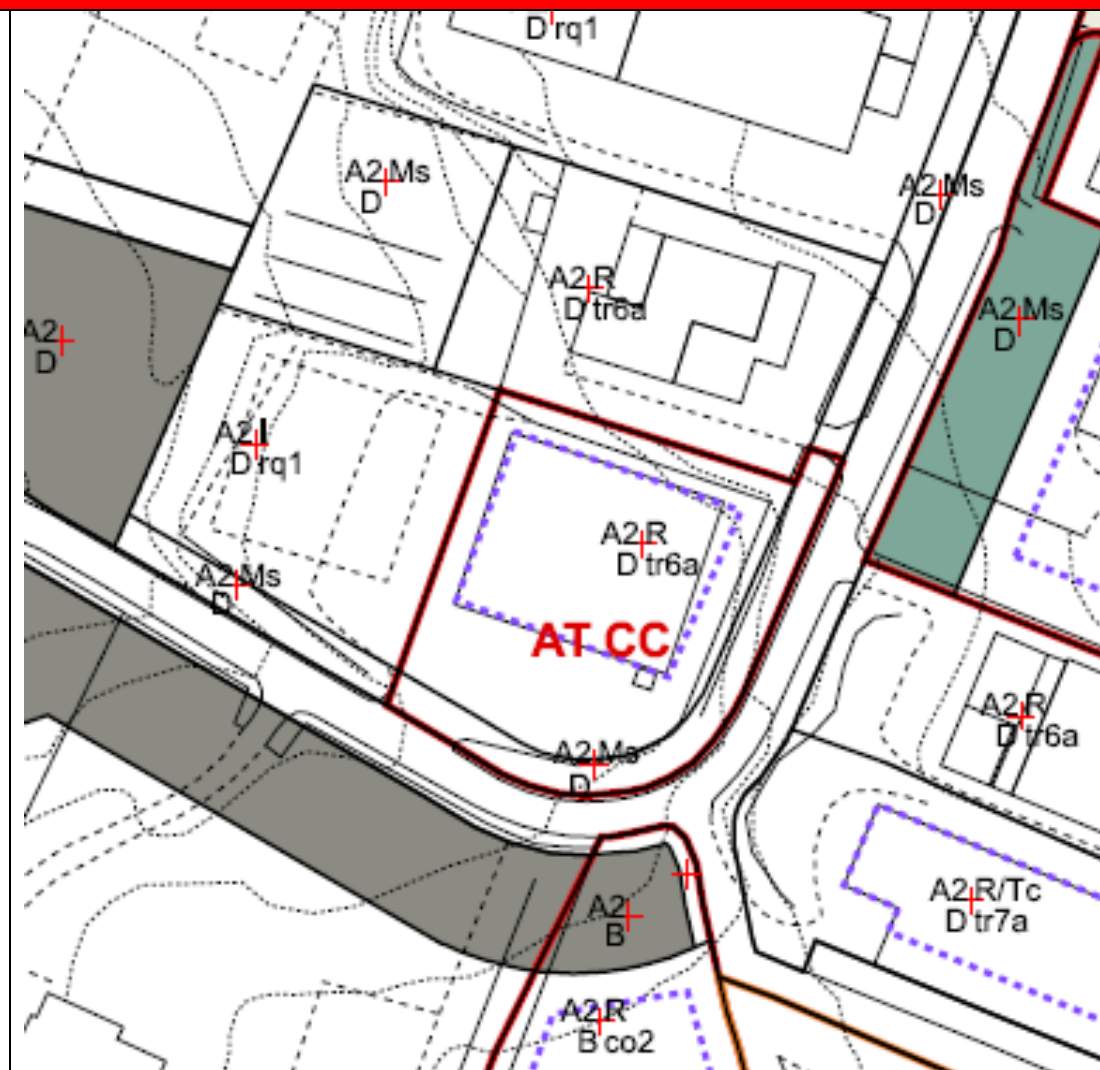 D rq1
A2 Ms
D
A2 Ms
D
A2 R
D tr6a
A2 Ms
D
A2
D
A2 I
D rq1
A2 R
D tr6a
A2 Ms
D
AT CC
A2 R
D tr6a
A2 Ms
D
A2 R/Tc
D tr7a
A2
B
A2 R
B co2